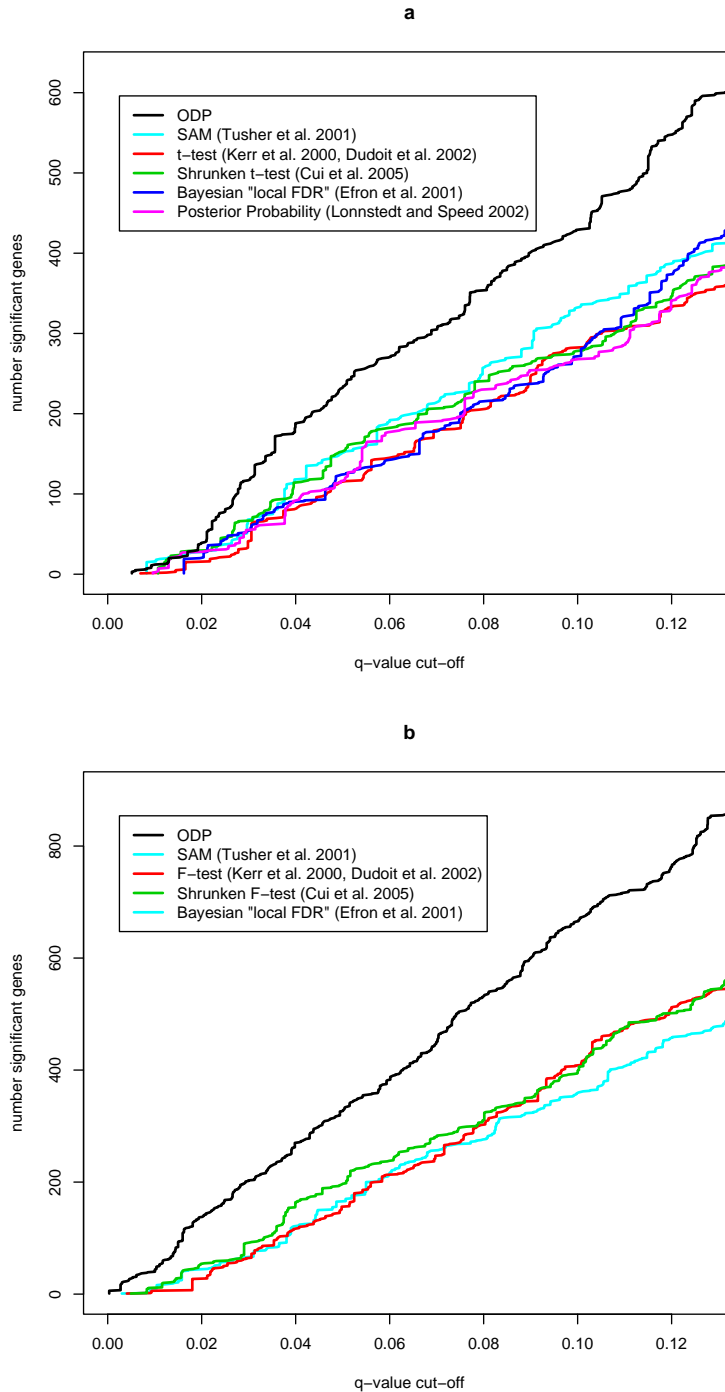 a
600
500
400
300
200
100
0
number significant genes
ODP
SAM (Tusher et al. 2001)
t−test (Kerr et al. 2000, Dudoit et al. 2002)
Shrunken t−test (Cui et al. 2005)
Bayesian "local FDR" (Efron et al. 2001)
Posterior Probability (Lonnstedt and Speed 2002)
0.00 0.02 0.04 0.06 0.08 0.10 0.12
q−value cut−off
b
800
600
400
200
0
number significant genes
ODP
SAM (Tusher et al. 2001)
F−test (Kerr et al. 2000, Dudoit et al. 2002)
Shrunken F−test (Cui et al. 2005)
Bayesian "local FDR" (Efron et al. 2001)
0.00 0.02 0.04 0.06 0.08 0.10 0.12
q−value cut−off